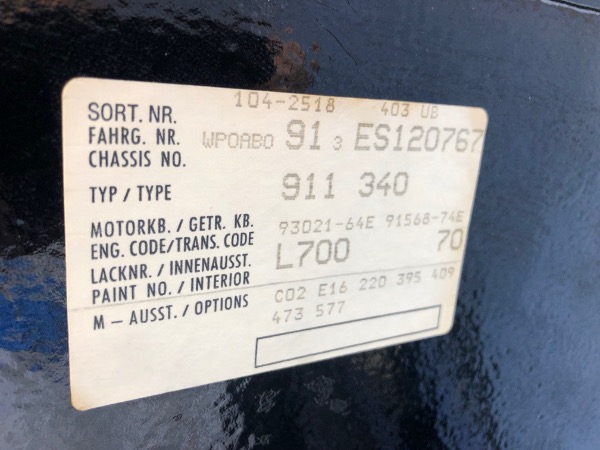 SORT. NR. 104-2518 403 UB
FAHRG. NR. WPOABO 91 3 ES120767
CHASSIS NO.
TYP / TYPE 911 340
MOTORKB. / GETR. KB. 93021-64E 91568-74E
ENG. CODE/TRANS. CODE
LACKNR. / INNENAUSST. L700 70
PAINT NO. / INTERIOR
M – AUSST. / OPTIONS C02 E16 220 395 409
473 577